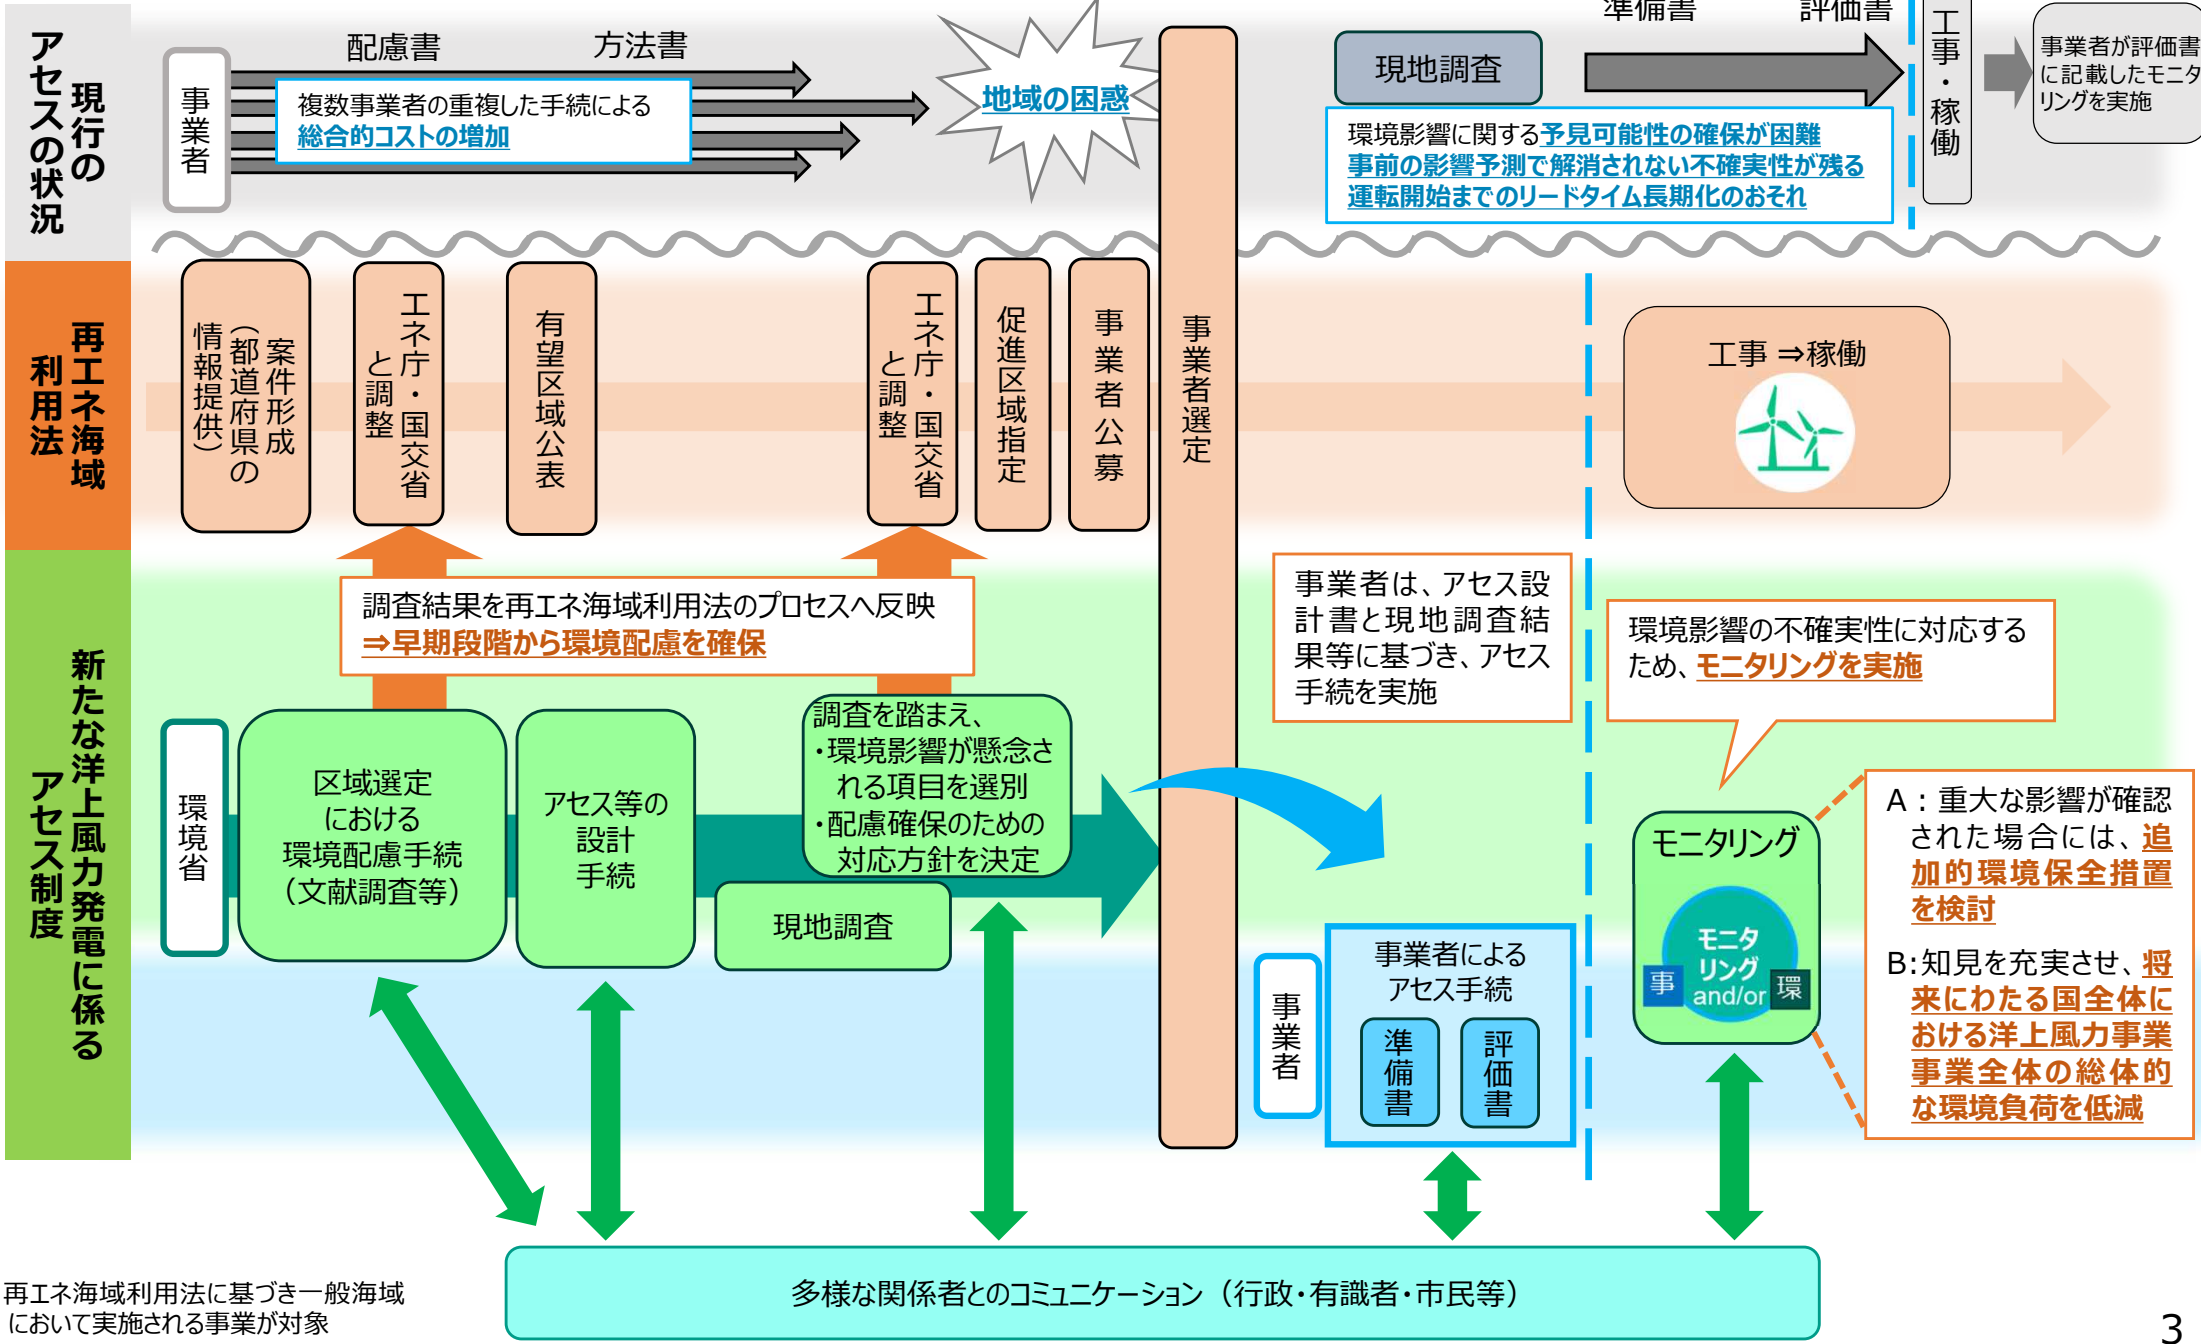 現行の
アセスの状況
事業者
配慮書
方法書
複数事業者の重複した手続による
総合的コストの増加
地域の困惑
現地調査
準備書
評価書
環境影響に関する予見可能性の確保が困難
事前の影響予測で解消されない不確実性が残る
運転開始までのリードタイム長期化のおそれ
工事・稼働
事業者が評価書
に記載したモニタ
リングを実施
再エネ海域
利用法
案件形成
（都道府県の
情報提供）
エネ庁・国交省
と調整
有望区域公表
エネ庁・国交省
と調整
促進区域指定
事業者公募
事業者選定
工事 ⇒稼働
新たな洋上風力発電に係る
アセス制度
調査結果を再エネ海域利用法のプロセスへ反映
⇒早期段階から環境配慮を確保
環境省
区域選定
における
環境配慮手続
（文献調査等）
アセス等の
設計
手続
調査を踏まえ、
・環境影響が懸念さ
れる項目を選別
・配慮確保のための
対応方針を決定
現地調査
事業者は、アセス設
計書と現地調査結
果等に基づき、アセス
手続を実施
事業者
事業者による
アセス手続
準備書
評価書
環境影響の不確実性に対応する
ため、モニタリングを実施
モニタリング
モニタ
リング
and/or
事
環
A：重大な影響が確認
された場合には、追
加的環境保全措置
を検討
B:知見を充実させ、将
来にわたる国全体に
おける洋上風力事業
事業全体の総体的
な環境負荷を低減
多様な関係者とのコミュニケーション（行政・有識者・市民等）
再エネ海域利用法に基づき一般海域
において実施される事業が対象
3